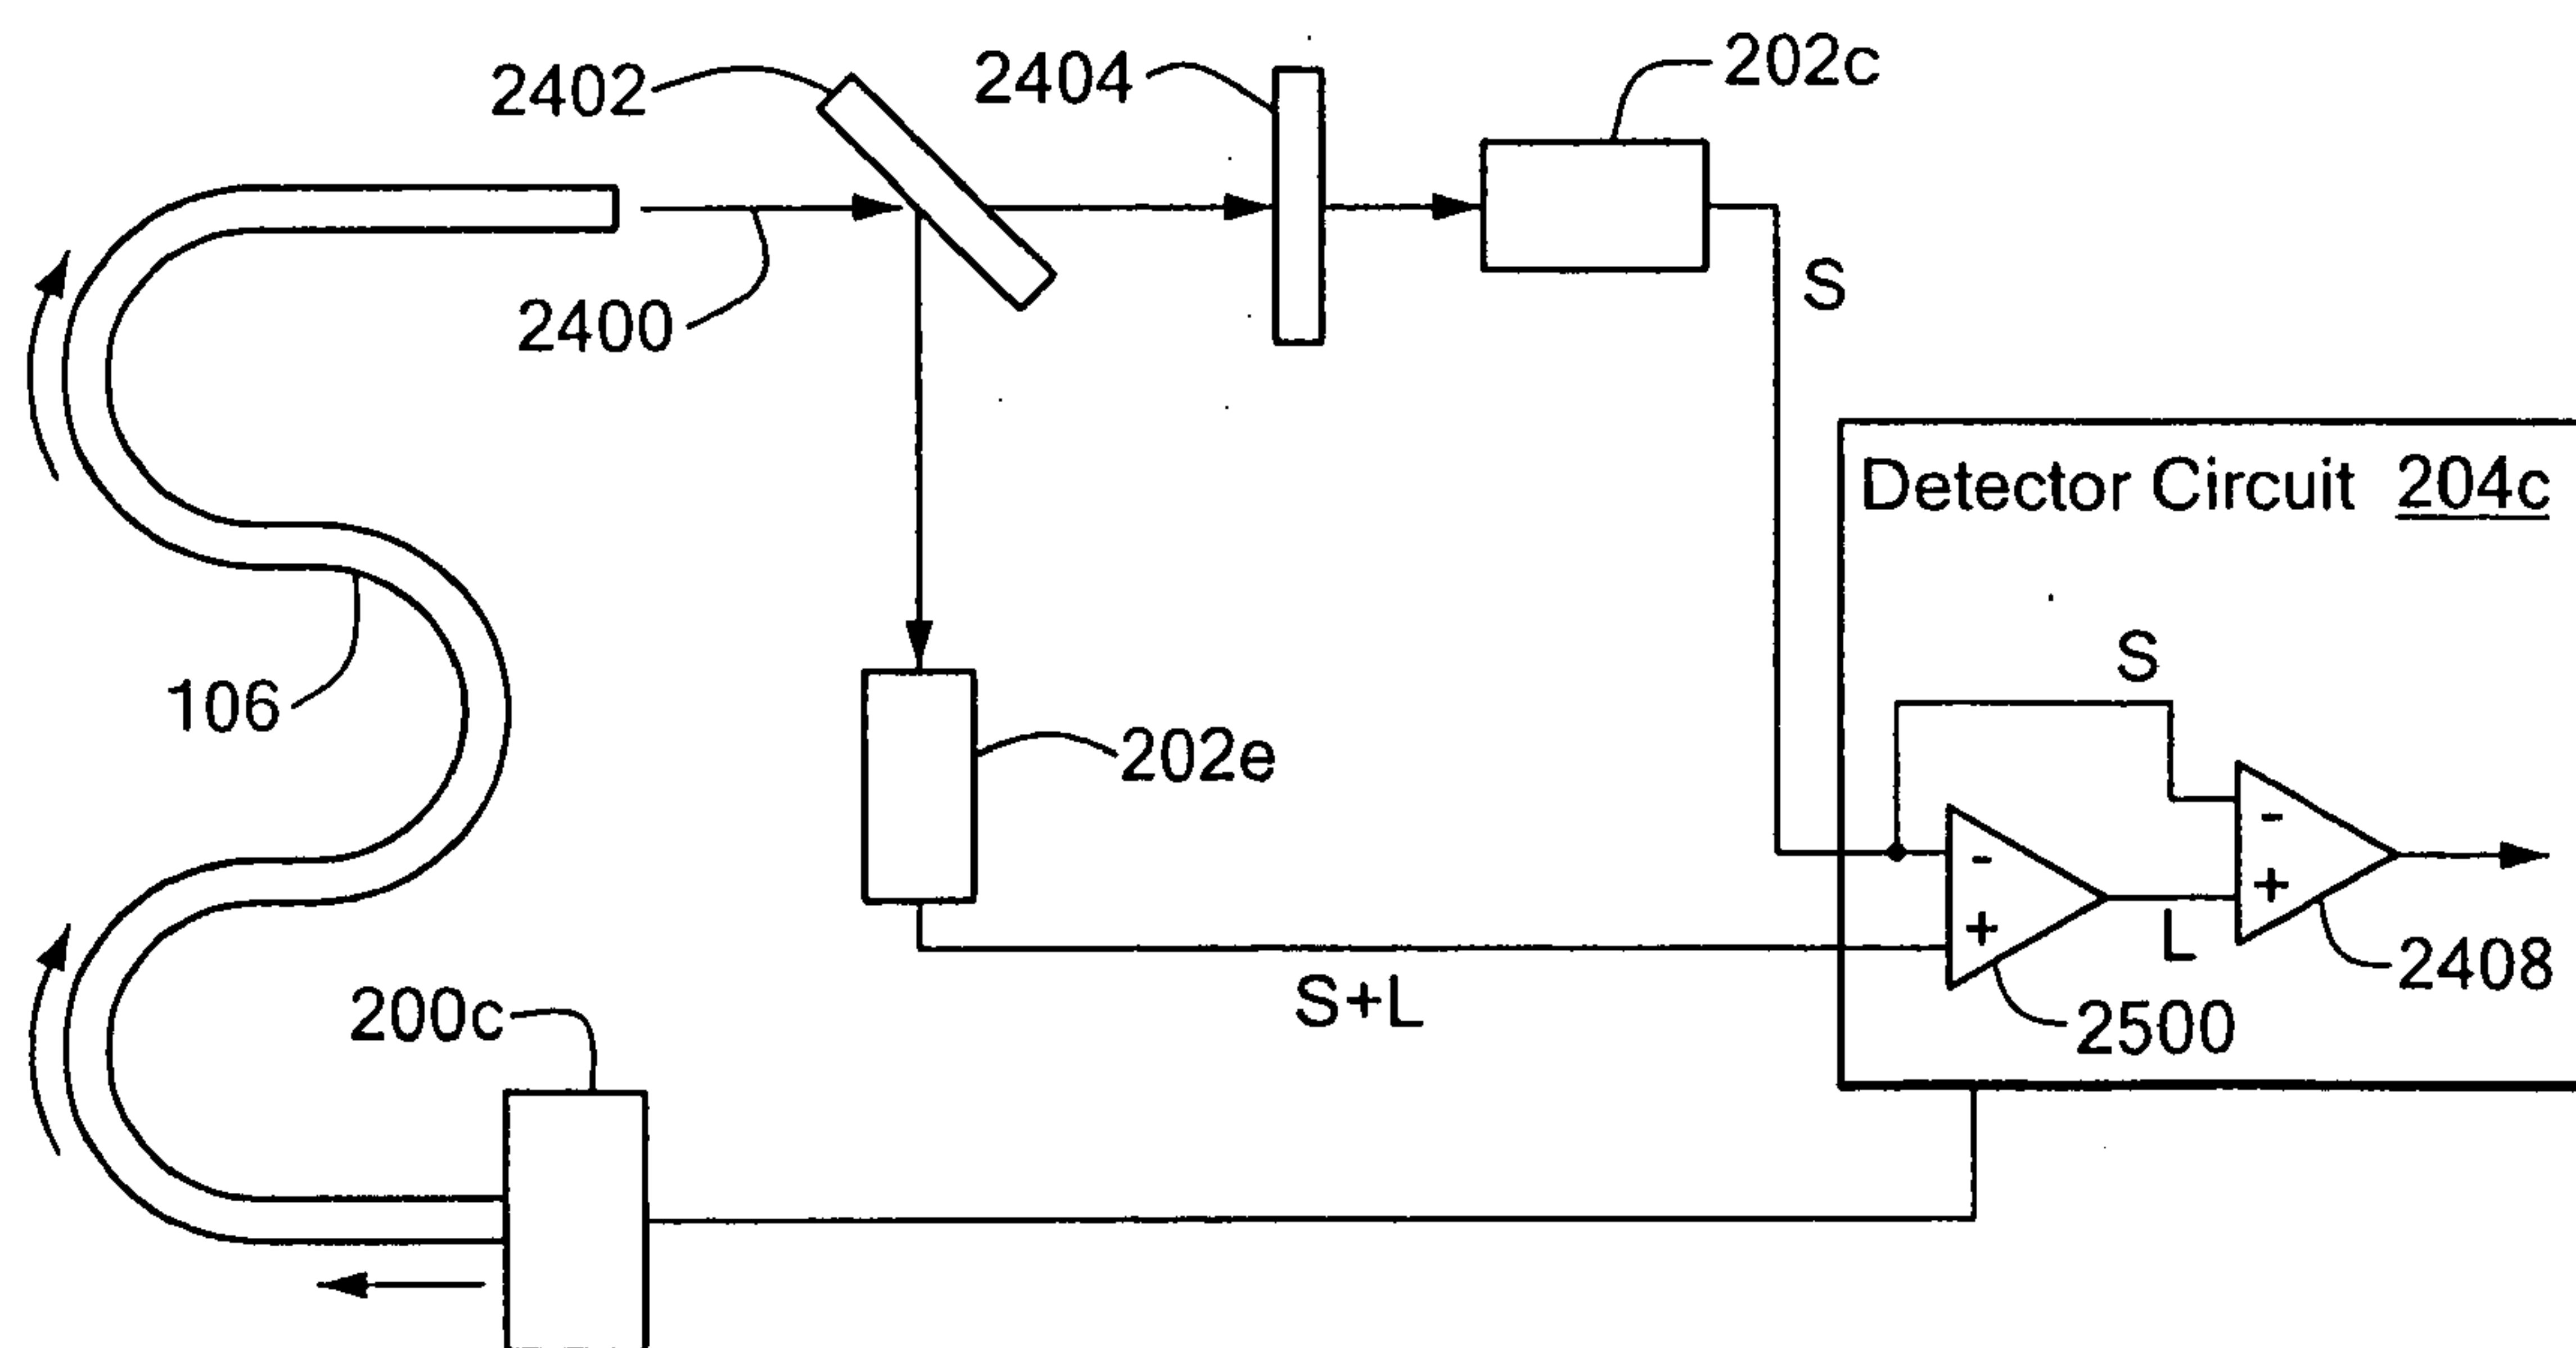 2402
2404
202c
2400
S
Detector Circuit 204c
S
106
202e
-
+
-
+
L
2408
2500
S+L
200c